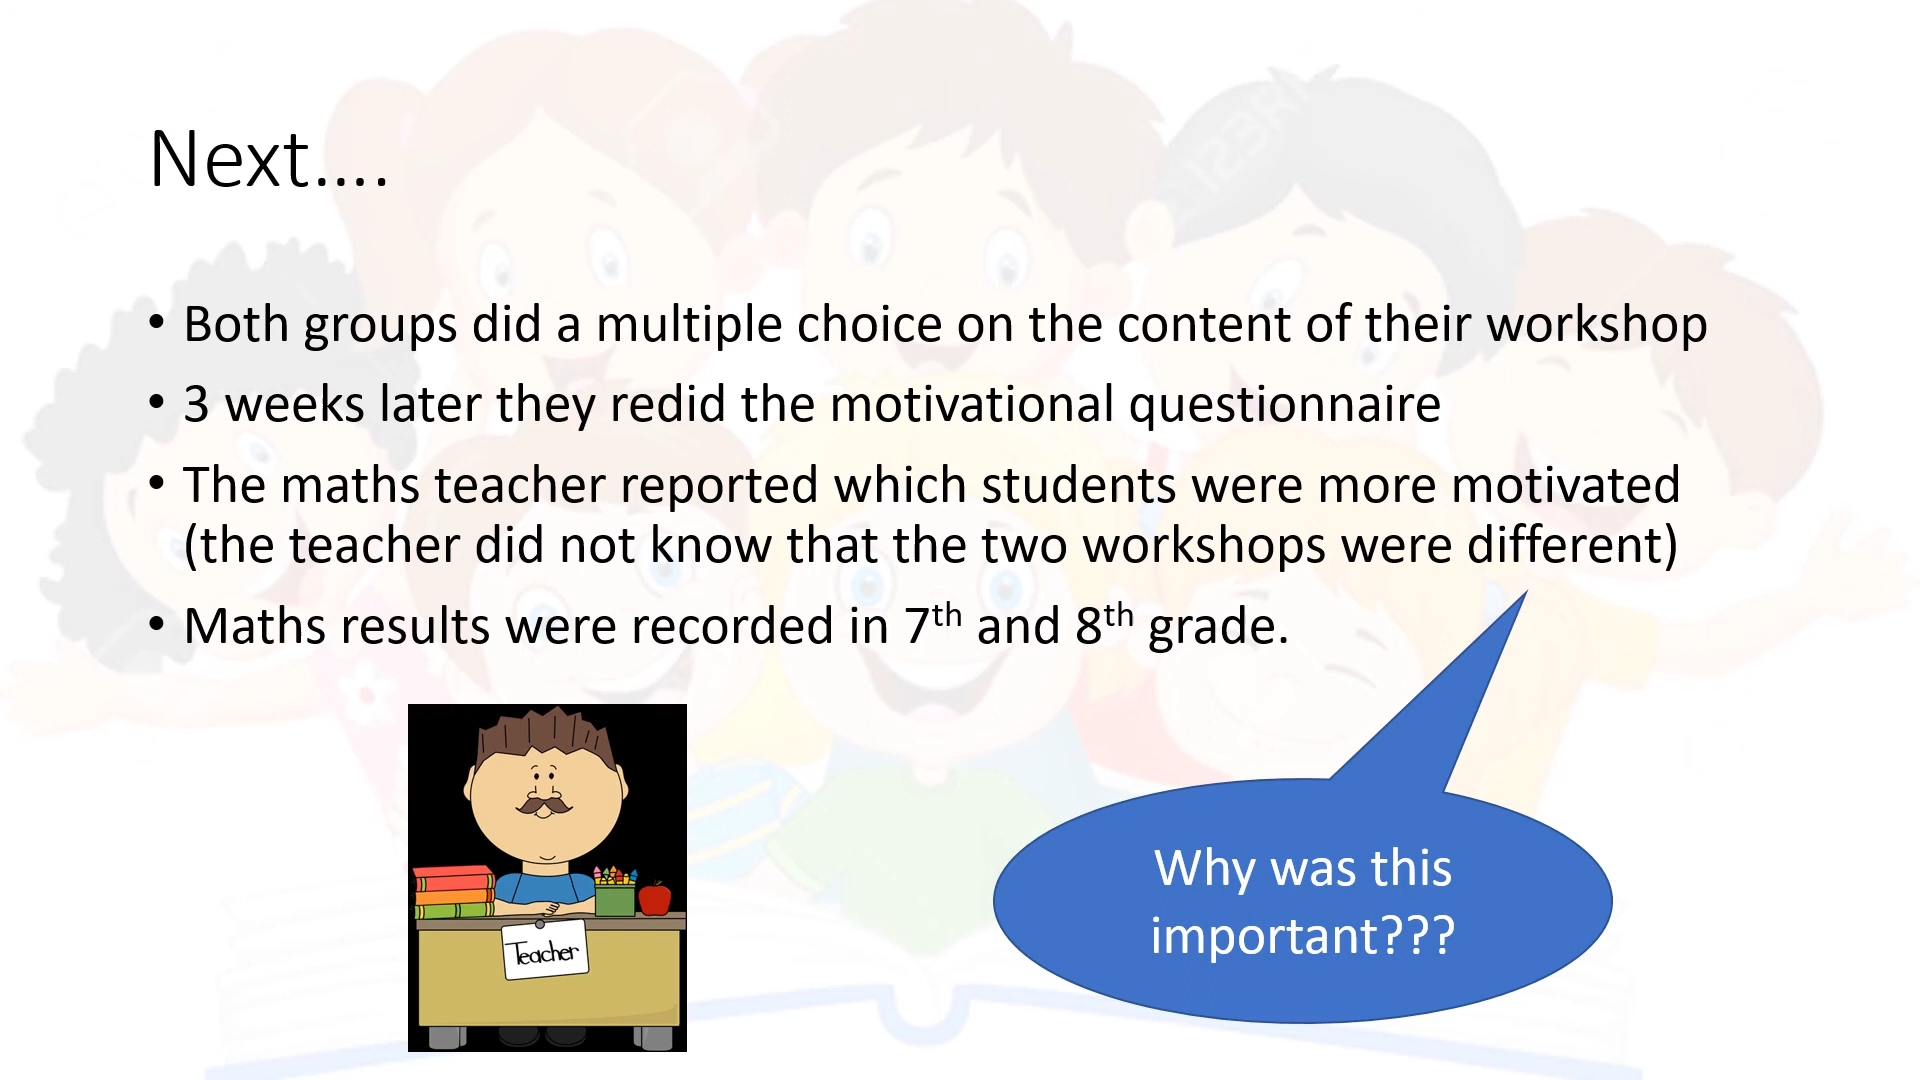 Next....
• Both groups did a multiple choice on the content of their workshop
• 3 weeks later they redid the motivational questionnaire
• The maths teacher reported which students were more motivated
(the teacher did not know that the two workshops were different)
• Maths results were recorded in 7th and 8th grade.
Teacher
Why was this
important???